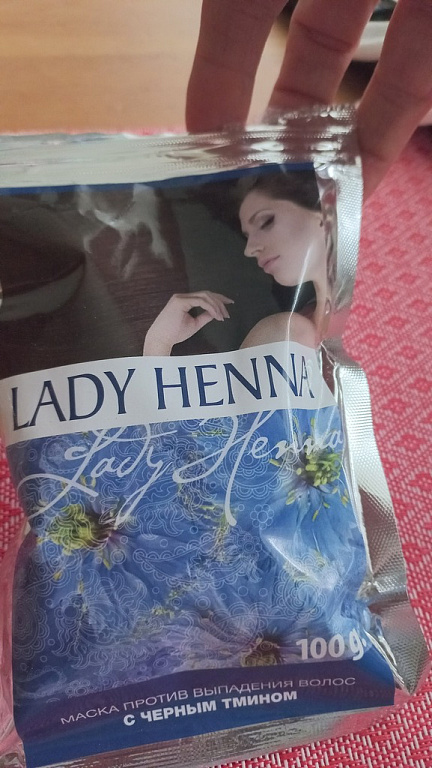 LADY HENNA
Lady Henna
100g
МАСКА ПРОТИВ ВЫПАДЕНИЯ ВОЛОС
С ЧЕРНЫМ ТМИНОМ